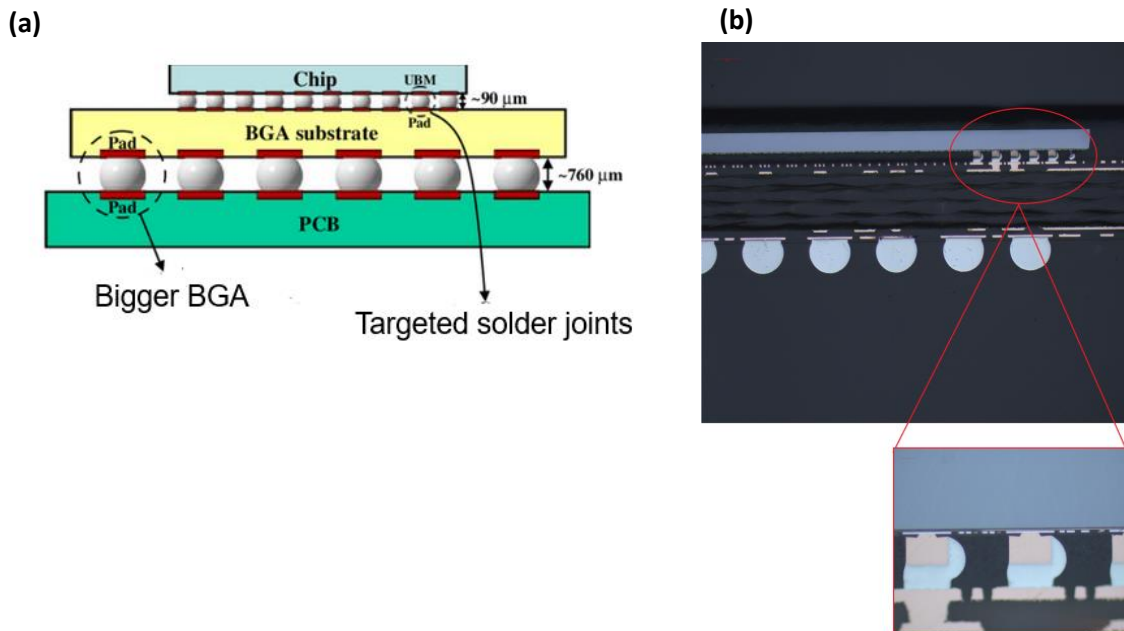 (a)
(b)
Chip
UBM
~90 μm
Pad
BGA substrate
Pad
~760 μm
Pad
PCB
Bigger BGA
Targeted solder joints